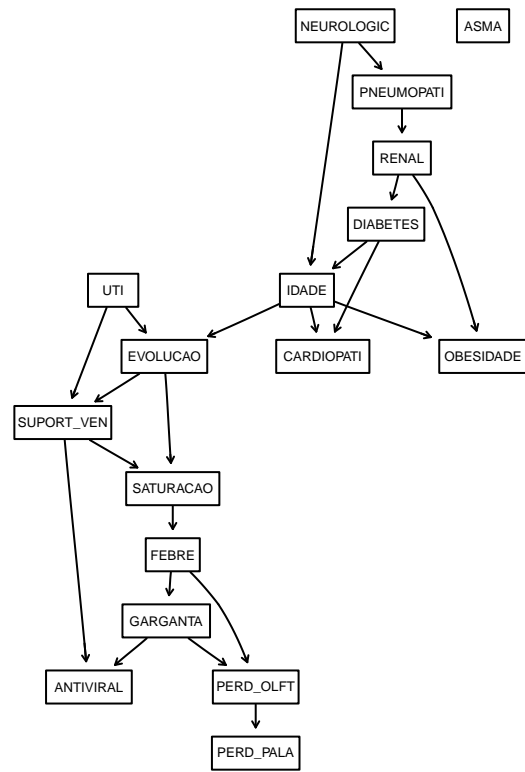 NEUROLOGIC
ASMA
PNEUMOPATI
RENAL
DIABETES
UTI
IDADE
EVOLUCAO
CARDIOPATI
OBESIDADE
SUPORT_VEN
SATURACAO
FEBRE
GARGANTA
ANTIVIRAL
PERD_OLFT
PERD_PALA